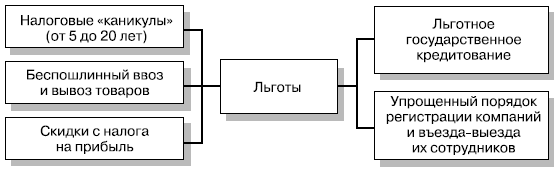 Налоговые «каникулы»
(от 5 до 20 лет)
Беспошлинный ввоз
и вывоз товаров
Скидки с налога
на прибыль
Льготы
Льготное
государственное
кредитование
Упрощенный порядок
регистрации компаний
и въезда-выезда
их сотрудников